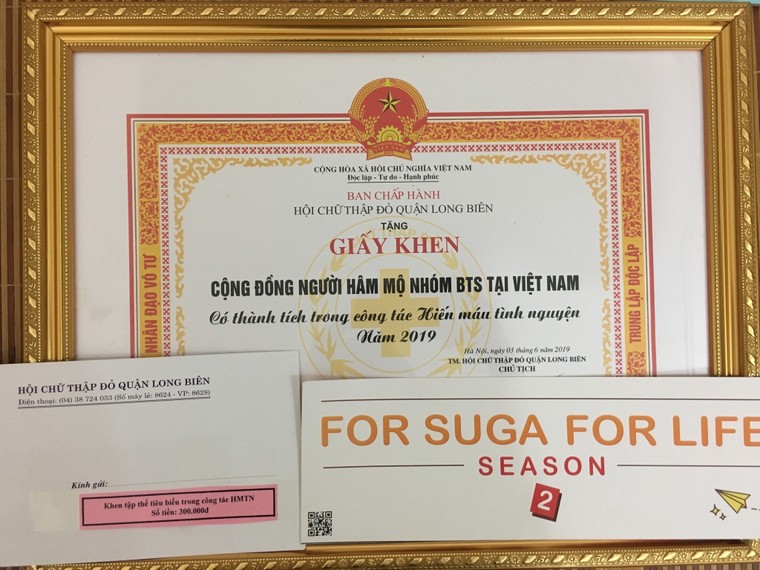 CỘNG HÒA XÃ HỘI CHỦ NGHĨA VIỆT NAM
Độc lập - Tự do - Hạnh phúc
BAN CHẤP HÀNH
HỘI CHỮ THẬP ĐỎ QUẬN LONG BIÊN
TẶNG
GIẤY KHEN
CỘNG ĐỒNG NGƯỜI HÂM MỘ NHÓM BTS TẠI VIỆT NAM
Có thành tích trong công tác Hiến máu tình nguyện
Năm 2019
Hà Nội, ngày 03 tháng 6 năm 2019
TM. HỘI CHỮ THẬP ĐỎ QUẬN LONG BIÊN
CHỦ TỊCH
NHÂN ĐẠO VÔ TƯ
TRUNG LẬP ĐỘC LẬP
HỘI CHỮ THẬP ĐỎ QUẬN LONG BIÊN
Điện thoại: (04) 38 724 033 (Số máy lẻ: 8624 - VP: 8628)
Kính gửi:
Khen tập thể tiêu biểu trong công tác HMTN
Số tiền: 300.000đ
FOR SUGA FOR LIFE
SEASON
2